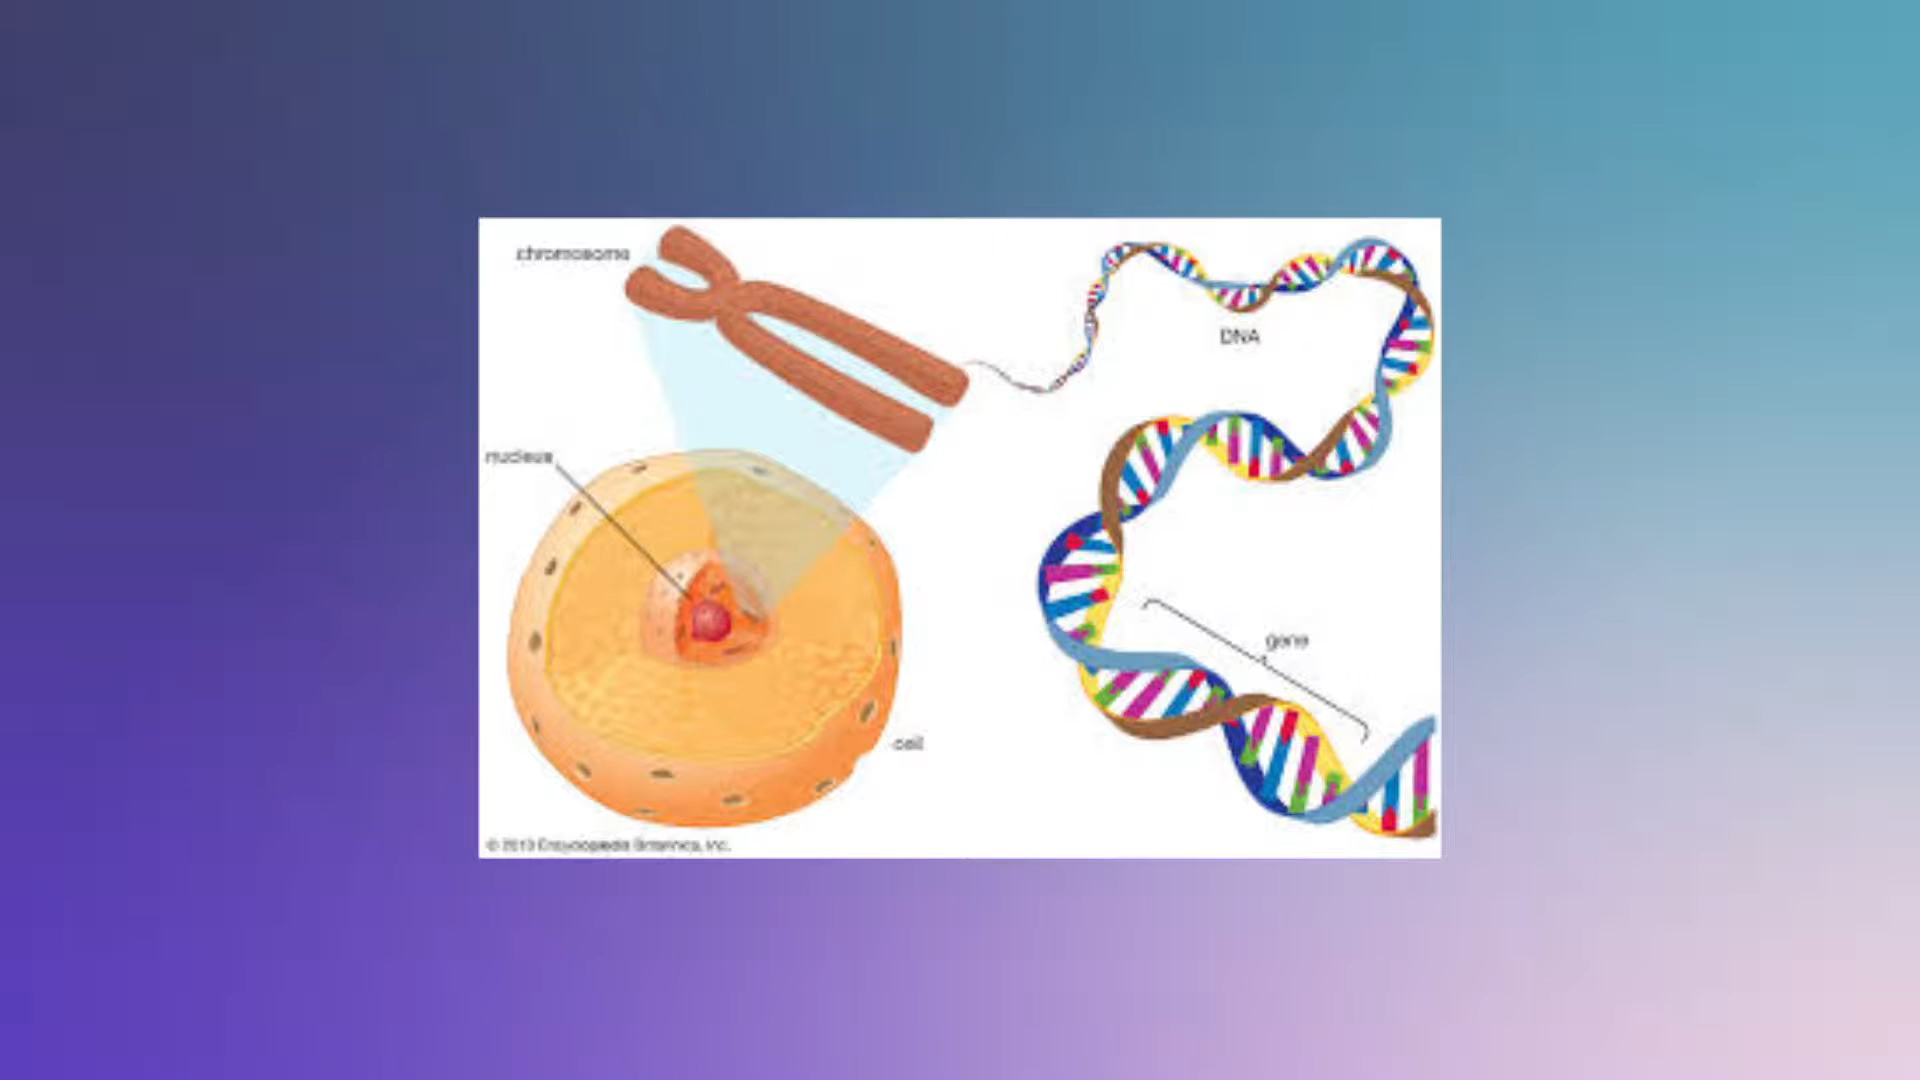 chromosome
DNA
nucleus
gene
cell
© 2013 Encyclopædia Britannica, Inc.